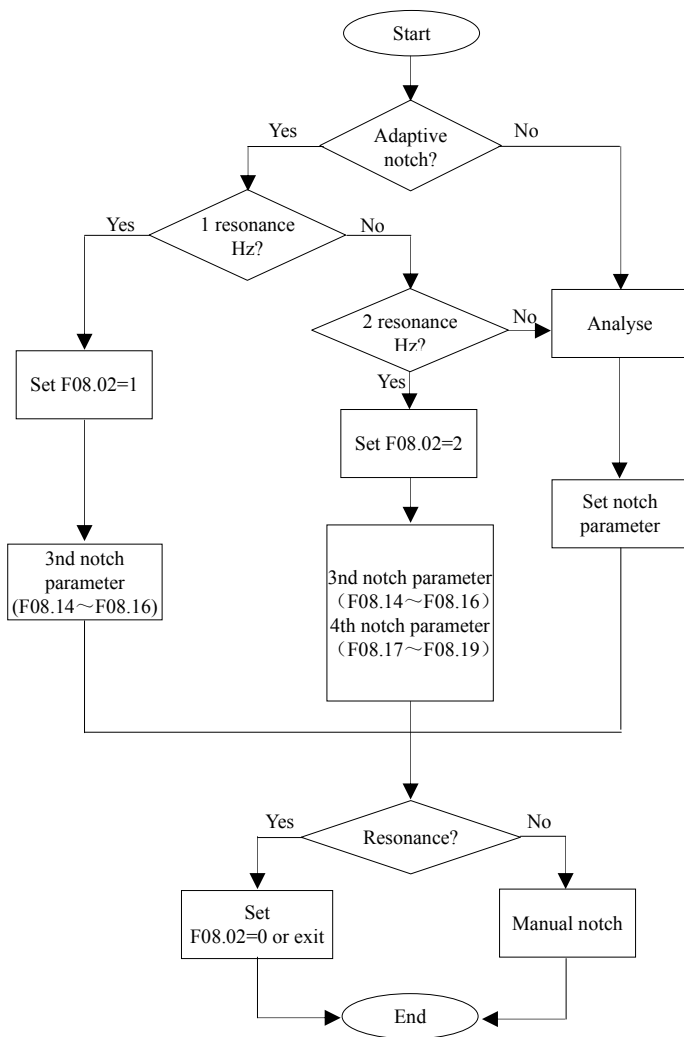 Start
Yes
Adaptive
notch?
No
Yes
1 resonance
Hz?
No
2 resonance
Hz?
No
Analyse
Set F08.02=1
Yes
Set F08.02=2
Set notch
parameter
3nd notch
parameter
(F08.14～F08.16)
3nd notch parameter
（F08.14～F08.16）
4th notch parameter
（F08.17～F08.19）
Yes
Resonance?
No
Set
F08.02=0 or exit
Manual notch
End